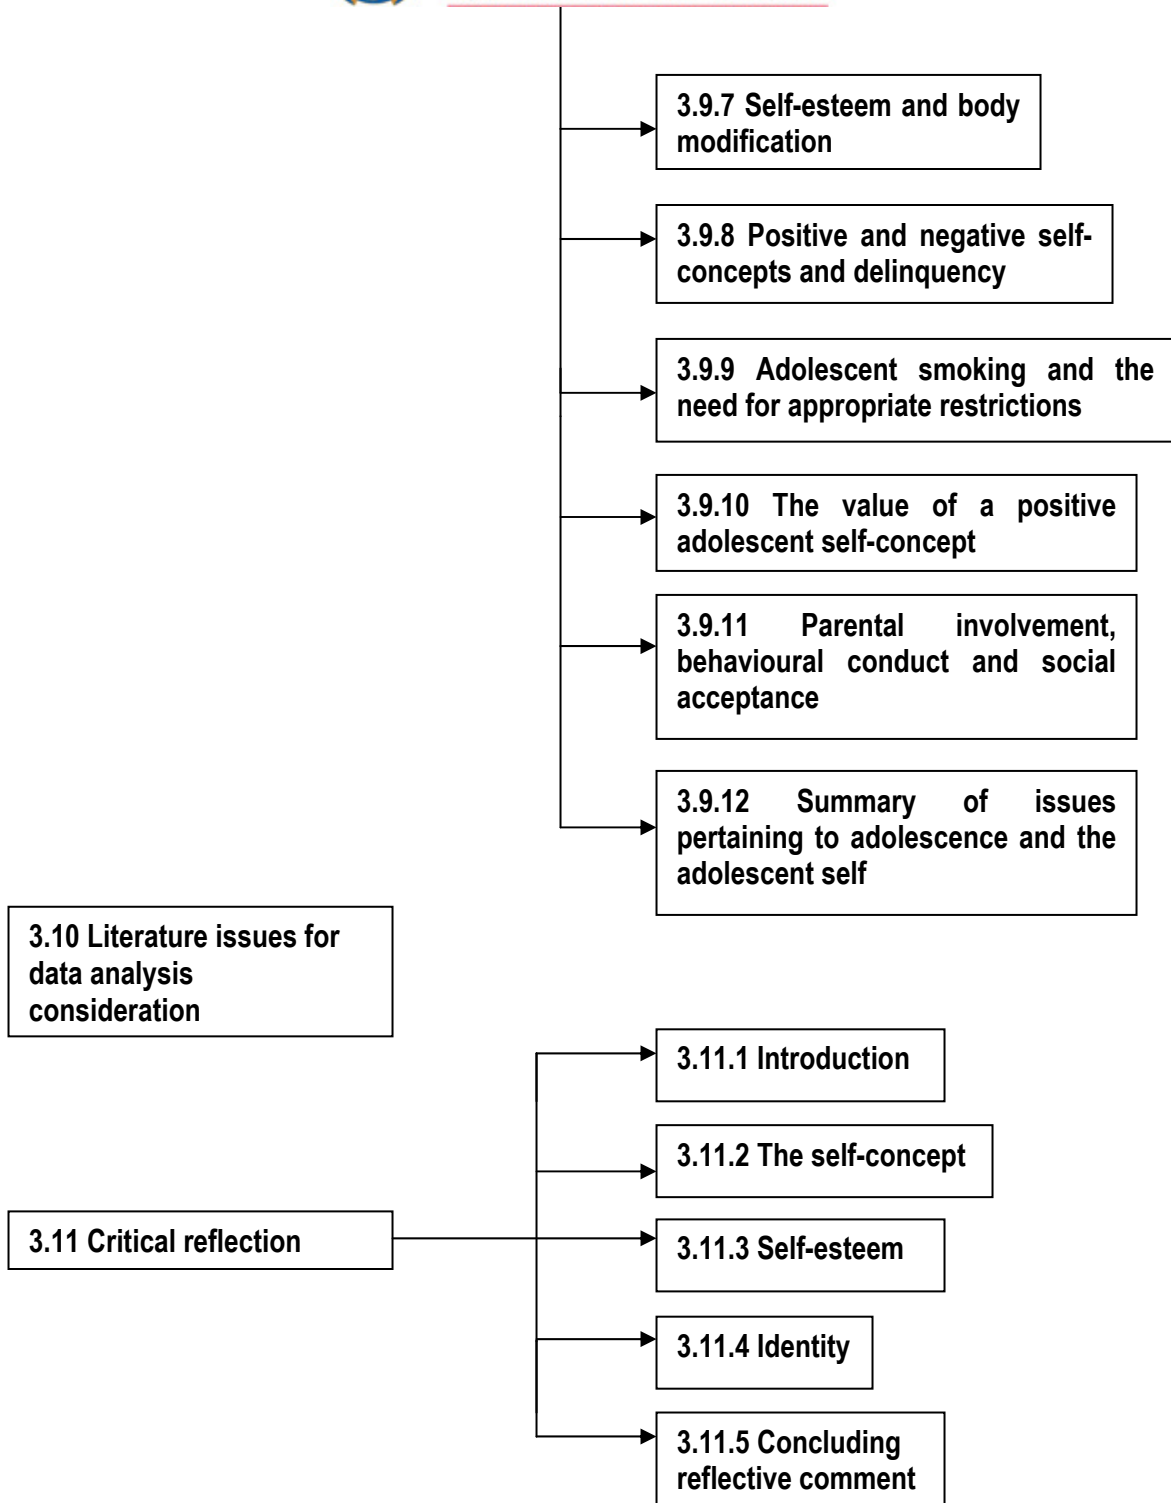 3.9.7 Self-esteem and body
modification
3.9.8 Positive and negative self-
concepts and delinquency
3.9.9 Adolescent smoking and the
need for appropriate restrictions
3.9.10 The value of a positive
adolescent self-concept
3.9.11 Parental involvement,
behavioural conduct and social
acceptance
3.9.12 Summary of issues
pertaining to adolescence and the
adolescent self
3.10 Literature issues for
data analysis
consideration
3.11 Critical reflection
3.11.1 Introduction
3.11.2 The self-concept
3.11.3 Self-esteem
3.11.4 Identity
3.11.5 Concluding
reflective comment